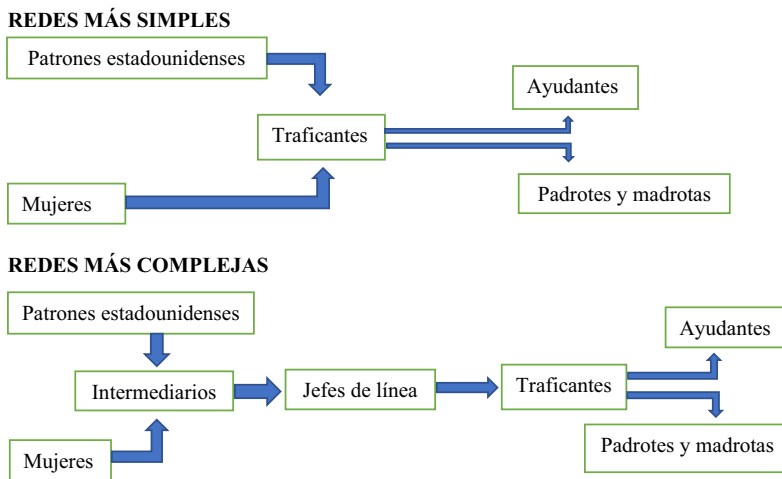 REDES MÁS SIMPLES
Patrones estadounidenses
Ayudantes
Traficantes
Mujeres
Padrotes y madrotas
REDES MÁS COMPLEJAS
Patrones estadounidenses
Ayudantes
Intermediarios
Jefes de línea
Traficantes
Mujeres
Padrotes y madrotas